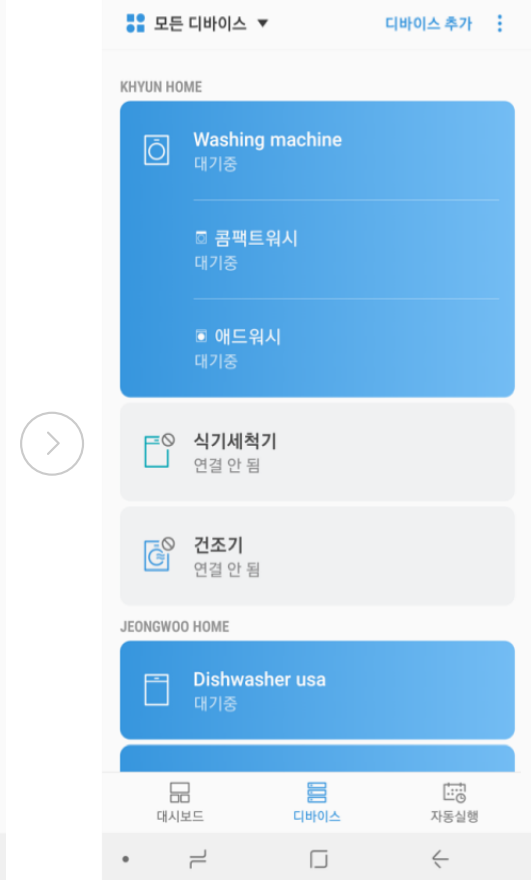 모든 디바이스 ▼
디바이스 추가
KHYUN HOME
Washing machine
대기중
콤팩트워시
대기중
애드워시
대기중
식기세척기
연결 안 됨
건조기
연결 안 됨
JEONGWOO HOME
Dishwasher usa
대기중
대시보드
디바이스
자동실행